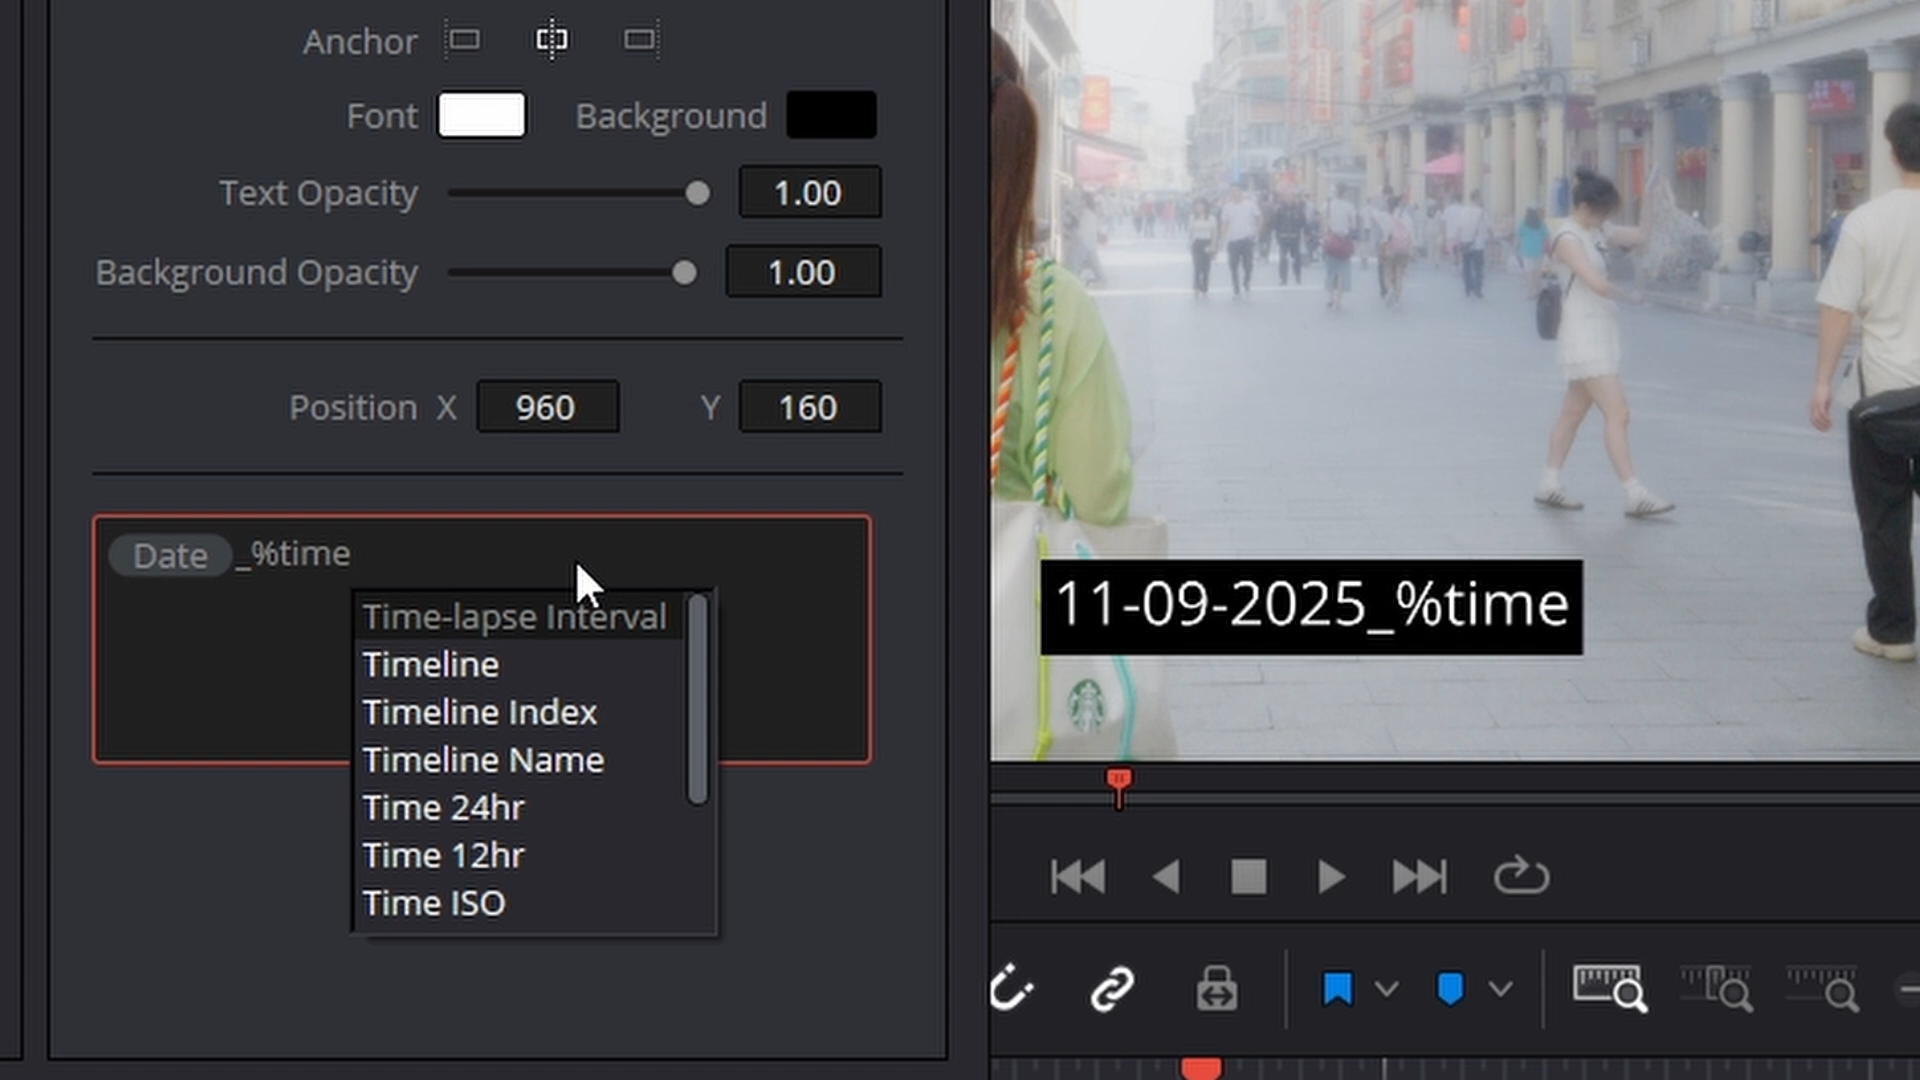 Anchor
Font Background
Text Opacity 1.00
Background Opacity 1.00
Position X 960 Y 160
Date _%time
Time-lapse Interval
Timeline
Timeline Index
Timeline Name
Time 24hr
Time 12hr
Time ISO
11-09-2025_%time